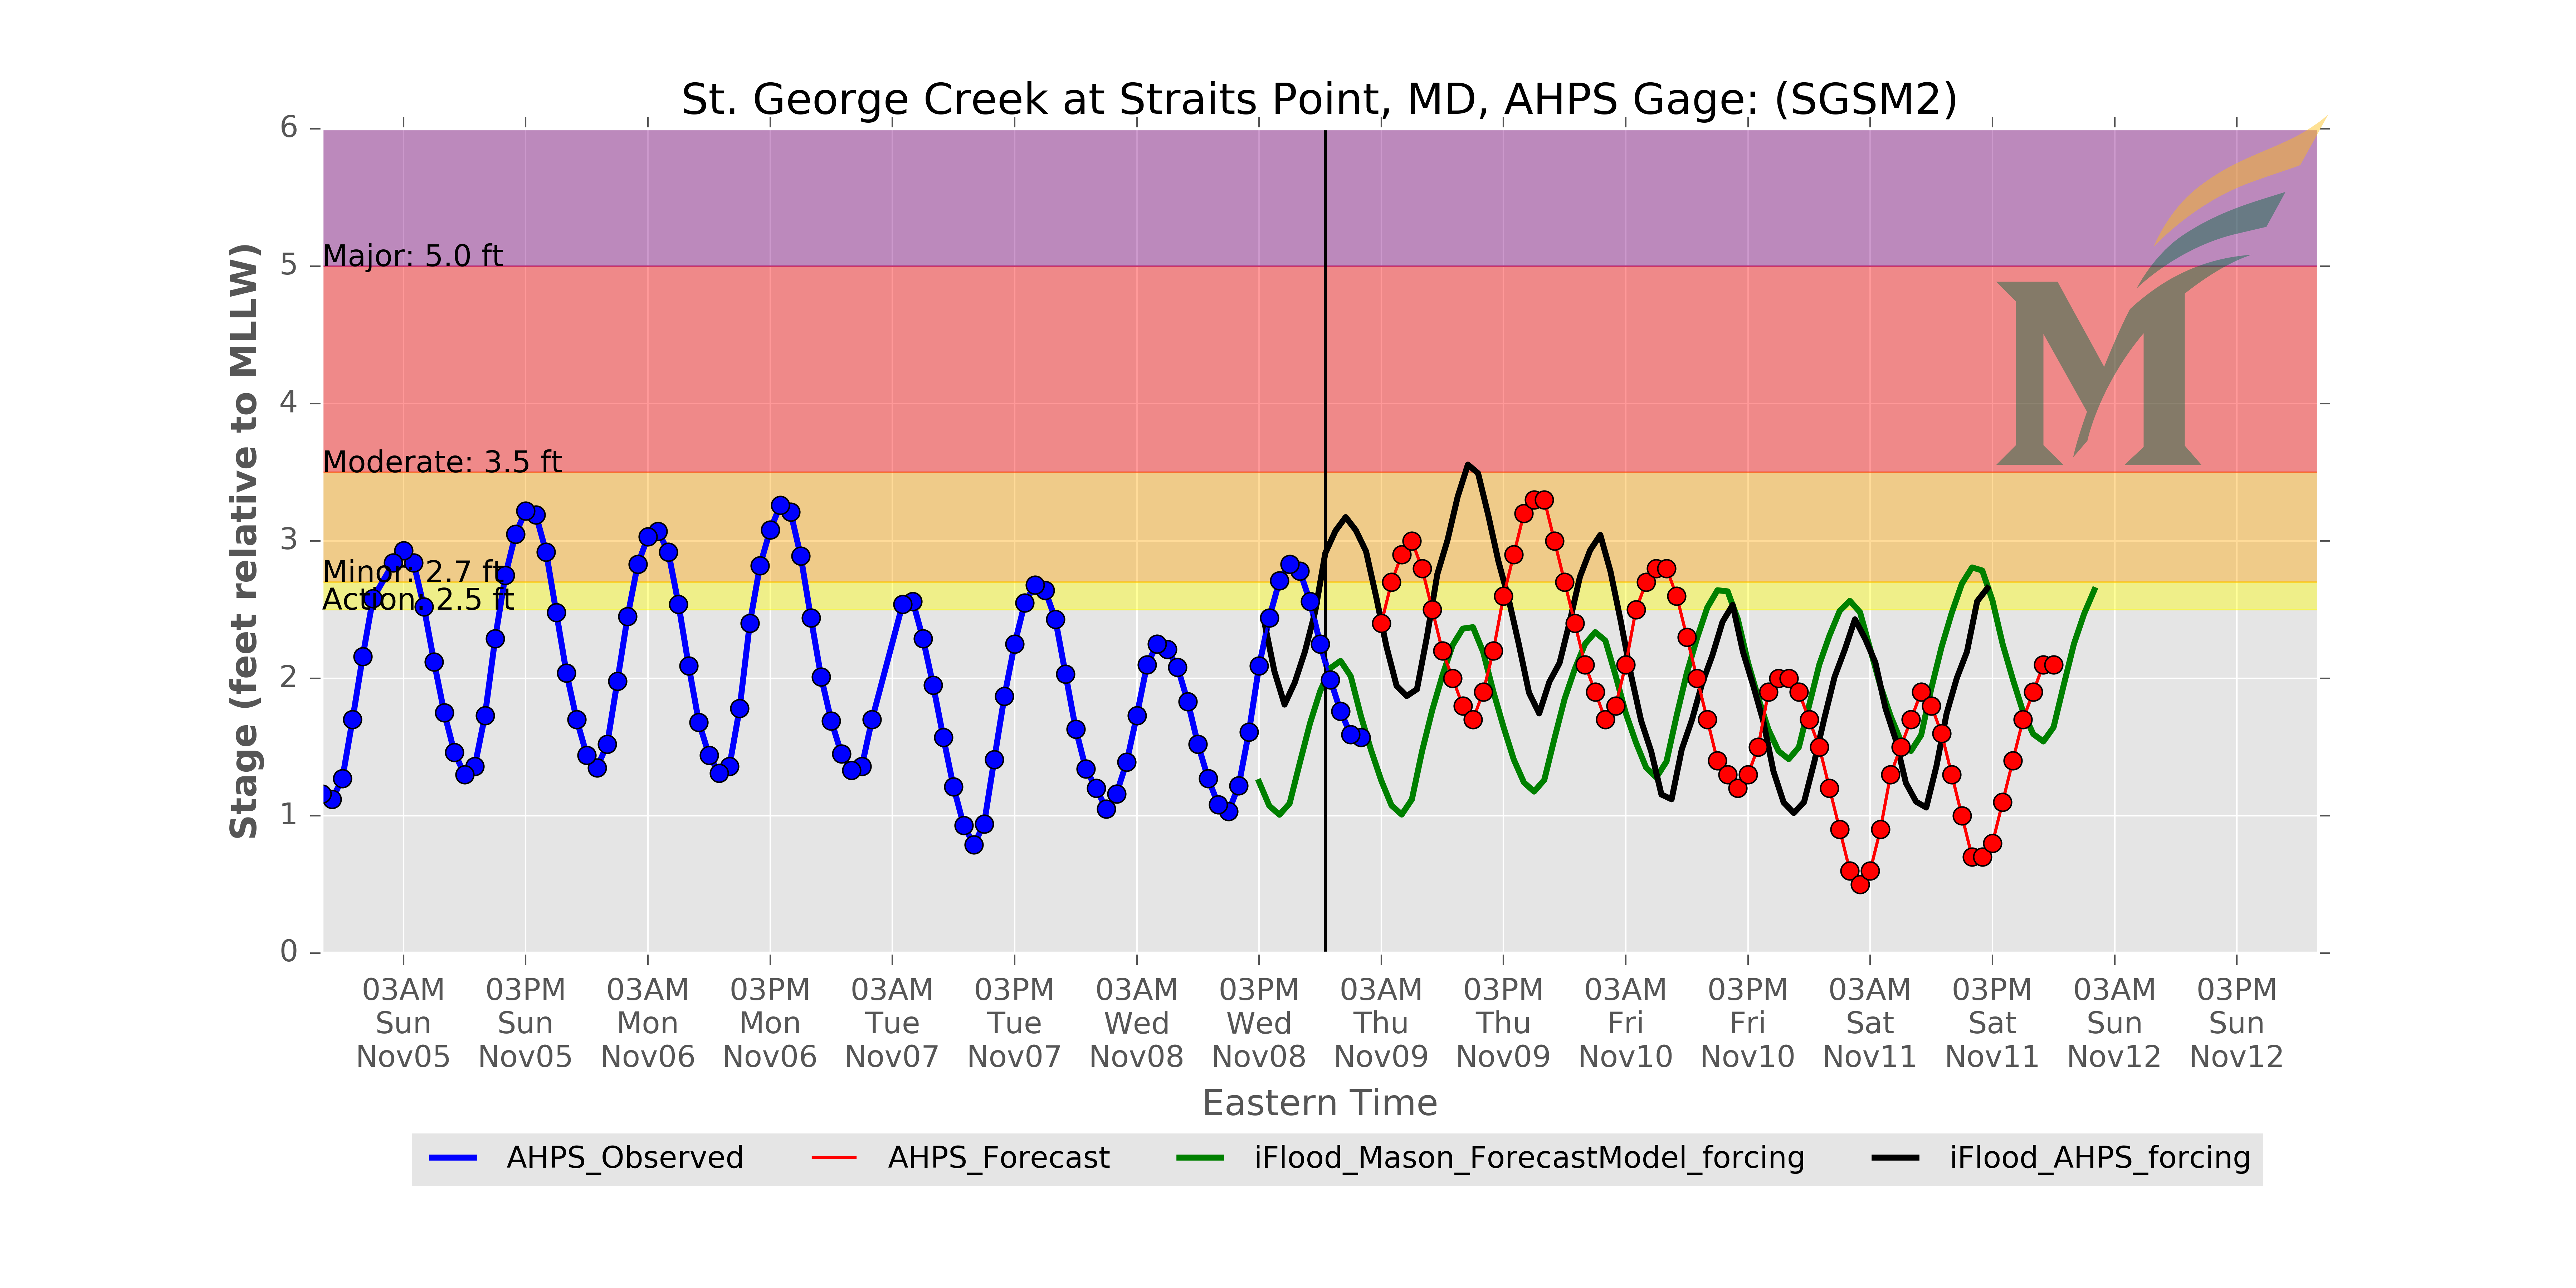 St. George Creek at Straits Point, MD, AHPS Gage: (SGSM2)
Stage (feet relative to MLLW)
6
5
4
3
2
1
0
Major: 5.0 ft
Moderate: 3.5 ft
Minor: 2.7 ft
Action: 2.5 ft
03AM 03PM 03AM 03PM 03AM 03PM 03AM 03PM 03AM 03PM 03AM 03PM 03AM 03PM 03AM 03PM
Sun Sun Mon Mon Tue Tue Wed Wed Thu Thu Fri Fri Sat Sat Sun Sun
Nov05 Nov05 Nov06 Nov06 Nov07 Nov07 Nov08 Nov08 Nov09 Nov09 Nov10 Nov10 Nov11 Nov11 Nov12 Nov12
Eastern Time
AHPS_Observed AHPS_Forecast iFlood_Mason_ForecastModel_forcing iFlood_AHPS_forcing